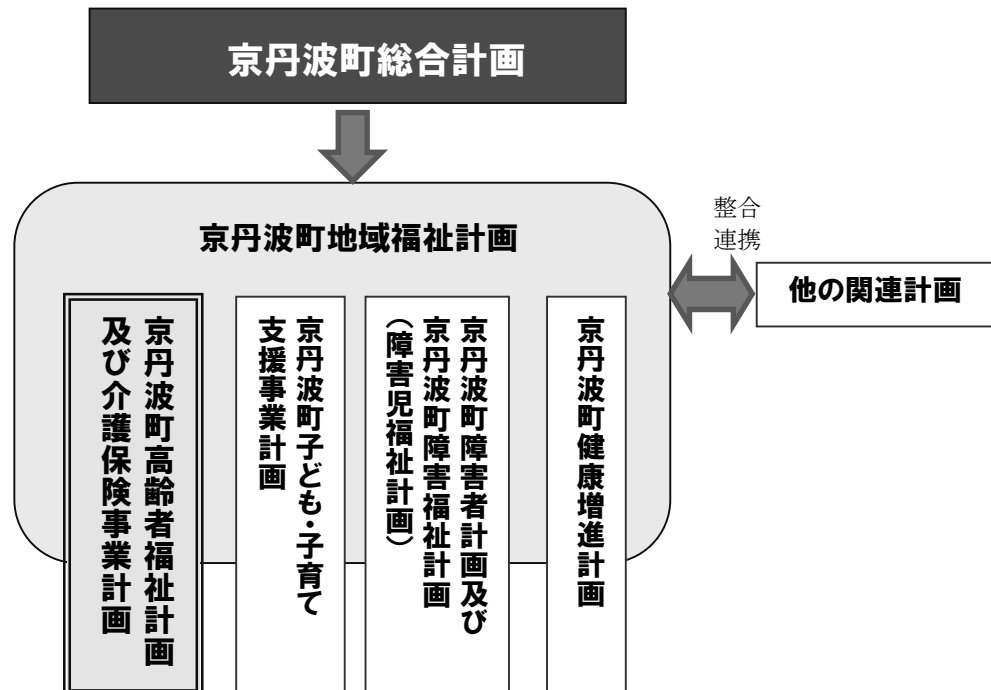 京丹波町総合計画
京丹波町地域福祉計画
整合
連携
他の関連計画
京丹波町高齢者福祉計画
及び介護保険事業計画
京丹波町子ども・子育て
支援事業計画
京丹波町障害者計画及び
京丹波町障害福祉計画
（障害児福祉計画）
京丹波町健康増進計画